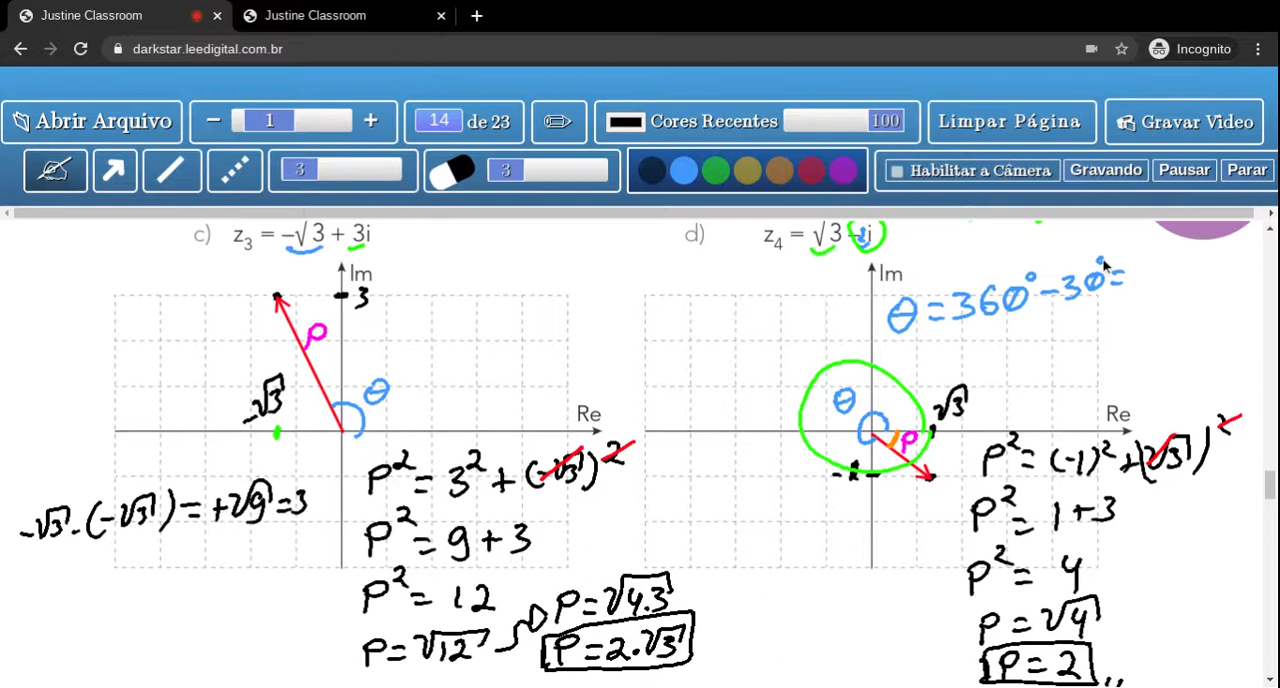 Justine Classroom
Justine Classroom
darkstar.leedigital.com.br
Incognito
Abrir Arquivo
− 1 +
14 de 23
Cores Recentes 100
Limpar Página
Gravar Video
3
3
Habilitar a Câmera
Gravando
Pausar
Parar
c) z₃ = −√3 + 3i
Im
3
ρ
θ
−√3
Re
ρ² = 3² + (−√3)²
−√3 · (−√3) = +√9 = 3
ρ² = 9 + 3
ρ² = 12
ρ = √12
ρ = √4.3
ρ = 2.√3
d) z₄ = √3 − i
Im
θ = 360° − 30° =
θ
√3
ρ
Re
−1
ρ² = (−1)² + (√3)²
ρ² = 1 + 3
ρ² = 4
ρ = √4
ρ = 2